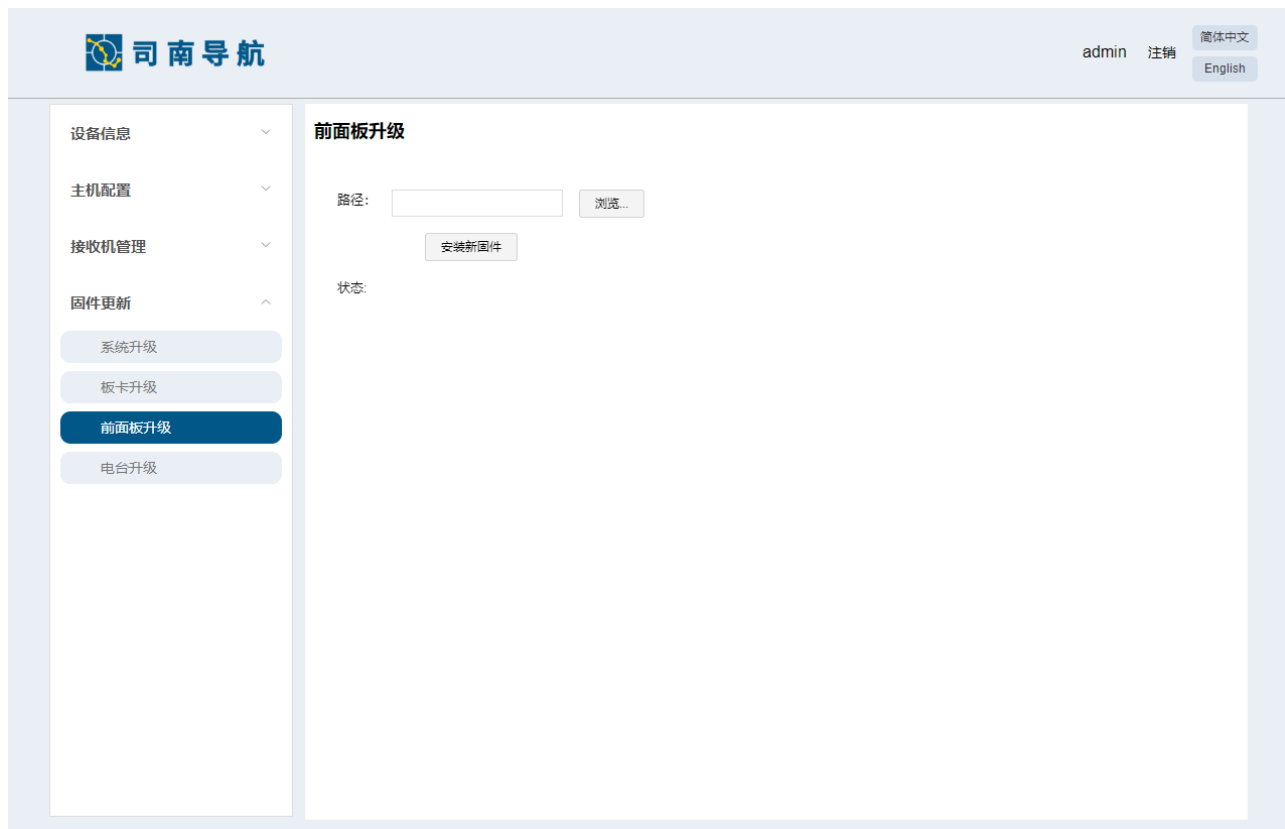 司南导航
admin 注销
简体中文
English
设备信息
主机配置
接收机管理
固件更新
系统升级
板卡升级
前面板升级
电台升级
前面板升级
路径：
浏览...
安装新固件
状态: